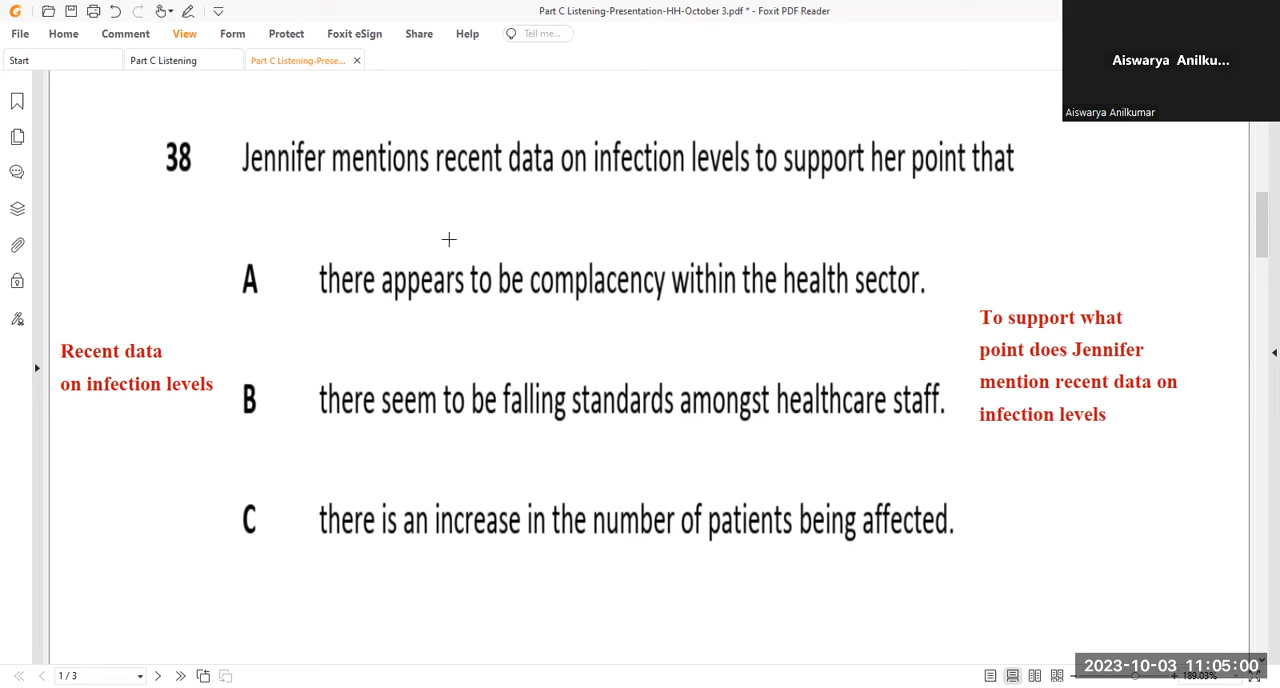 Part C Listening-Presentation-HH-October 3.pdf * - Foxit PDF Reader
File Home Comment View Form Protect Foxit eSign Share Help Tell me...
Start Part C Listening Part C Listening-Prese...
Aiswarya Anilku...
Aiswarya Anilkumar
38 Jennifer mentions recent data on infection levels to support her point that
A there appears to be complacency within the health sector.
Recent data
on infection levels
To support what
point does Jennifer
mention recent data on
infection levels
B there seem to be falling standards amongst healthcare staff.
C there is an increase in the number of patients being affected.
1 / 3
2023-10-03 11:05:00
189.03%